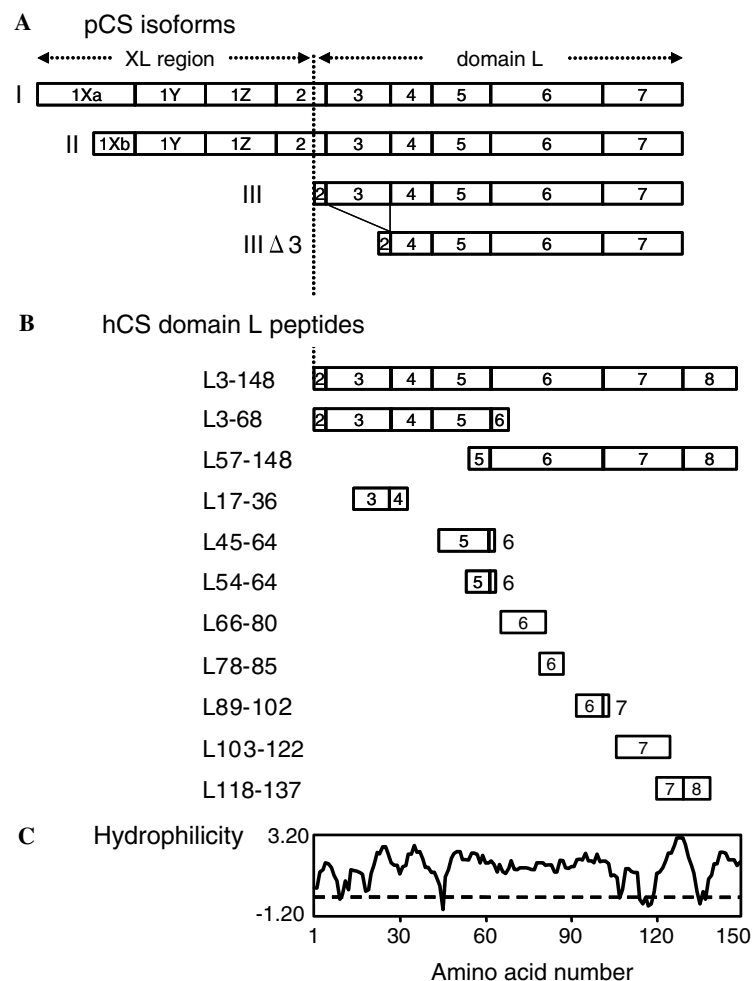 A pCS isoforms
XL region domain L
I 1Xa 1Y 1Z 2 3 4 5 6 7
II 1Xb 1Y 1Z 2 3 4 5 6 7
III 2 3 4 5 6 7
III Δ 3 2 4 5 6 7
B hCS domain L peptides
L3-148 2 3 4 5 6 7 8
L3-68 2 3 4 5 6
L57-148 5 6 7 8
L17-36 3 4
L45-64 5 6
L54-64 5 6
L66-80 6
L78-85 6
L89-102 6 7
L103-122 7
L118-137 7 8
C Hydrophilicity 3.20
-1.20
1 30 60 90 120 150
Amino acid number